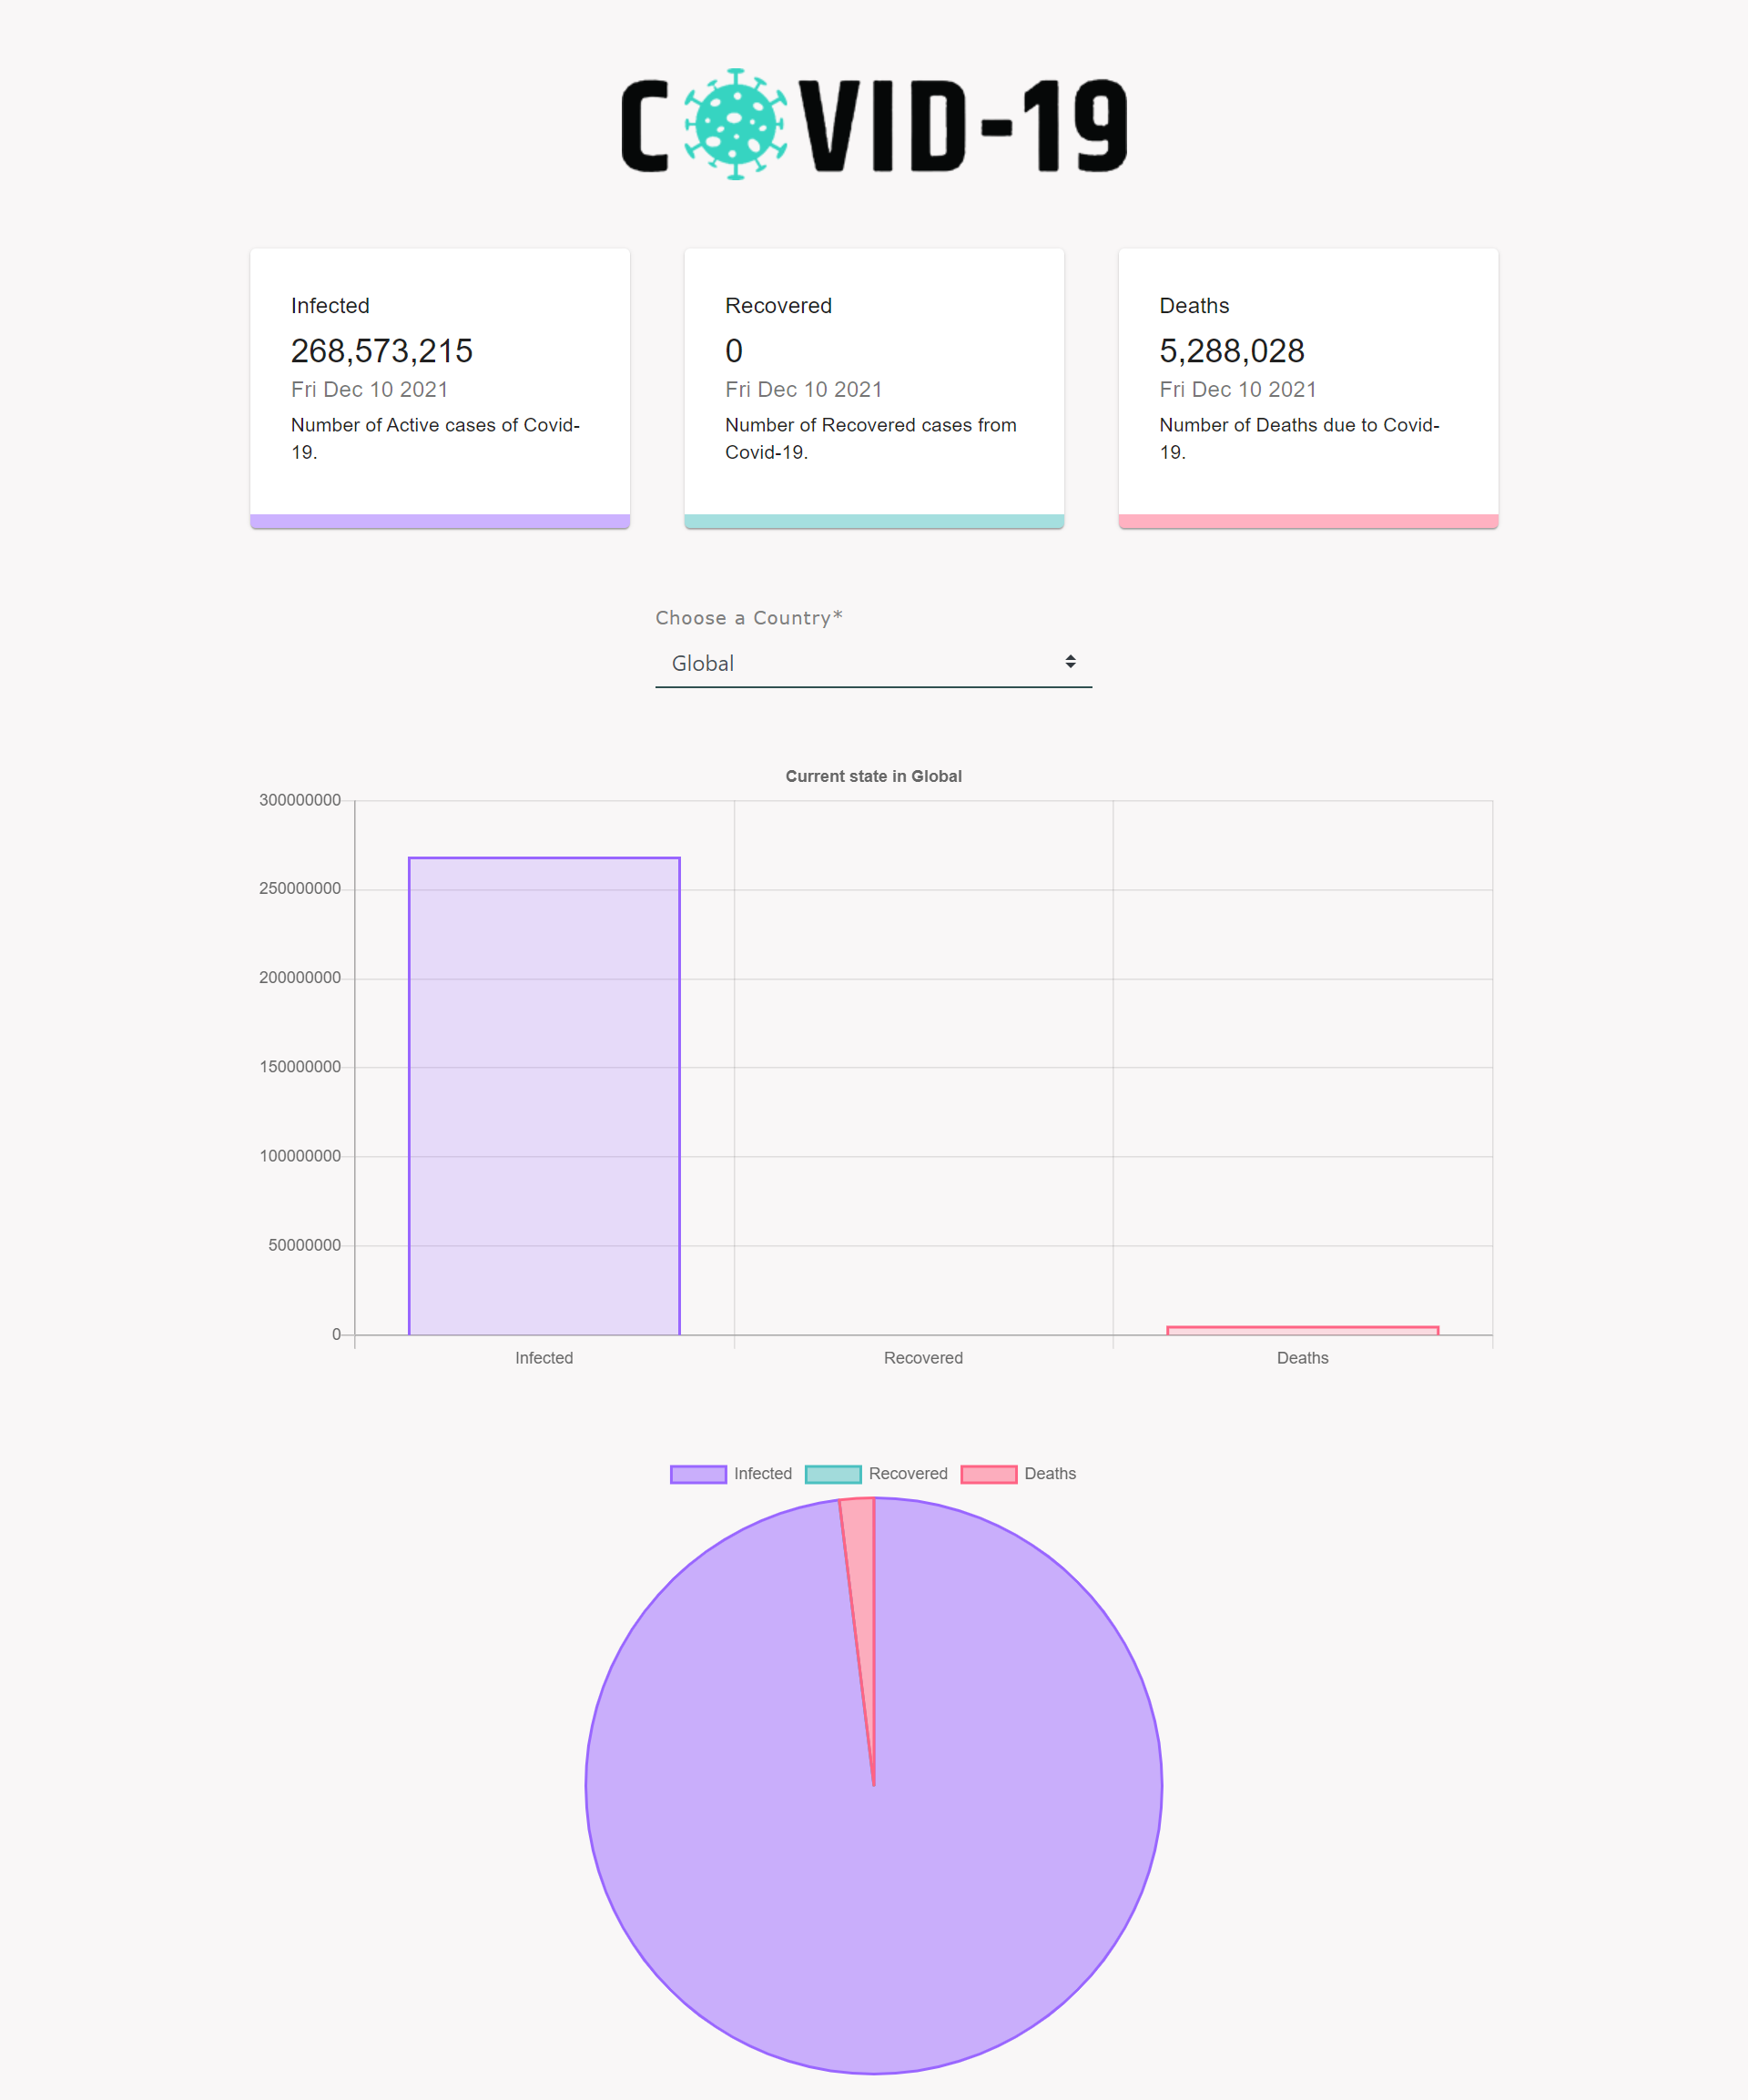 COVID-19
Infected
268,573,215
Fri Dec 10 2021
Number of Active cases of Covid-
19.
Recovered
0
Fri Dec 10 2021
Number of Recovered cases from
Covid-19.
Deaths
5,288,028
Fri Dec 10 2021
Number of Deaths due to Covid-
19.
Choose a Country*
Global
Current state in Global
300000000
250000000
200000000
150000000
100000000
50000000
0
Infected Recovered Deaths
Infected Recovered Deaths